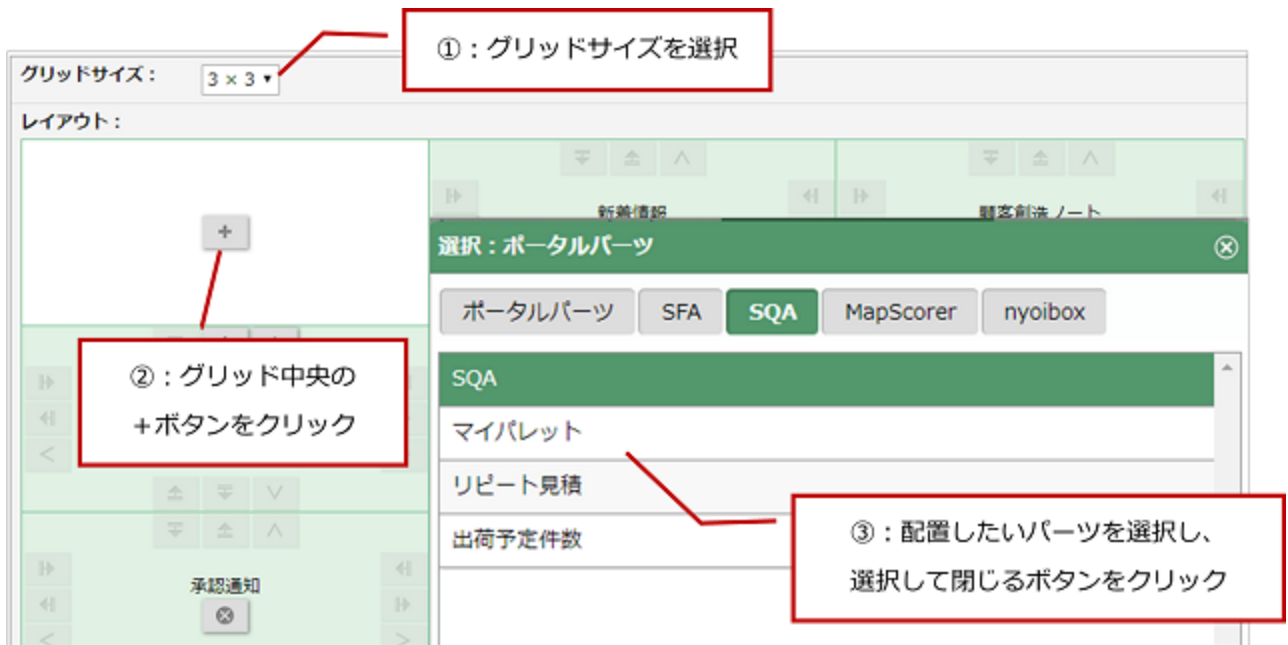 ①：グリッドサイズを選択
グリッドサイズ：
3 × 3
レイアウト：
新着情報
顧客創造ノート
選択：ポータルパーツ
ポータルパーツ
SFA
SQA
MapScorer
nyoibox
②：グリッド中央の
+ボタンをクリック
SQA
マイパレット
リピート見積
出荷予定件数
③：配置したいパーツを選択し、
選択して閉じるボタンをクリック
承認通知